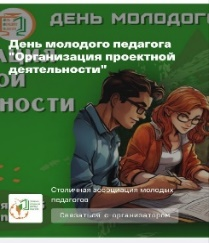 ДЕНЬ МОЛОДОГО
День молодого педагога
"Организация проектной
деятельности"
НОСТИ
Столичная ассоциация молодых
педагогов
Связаться с организатором